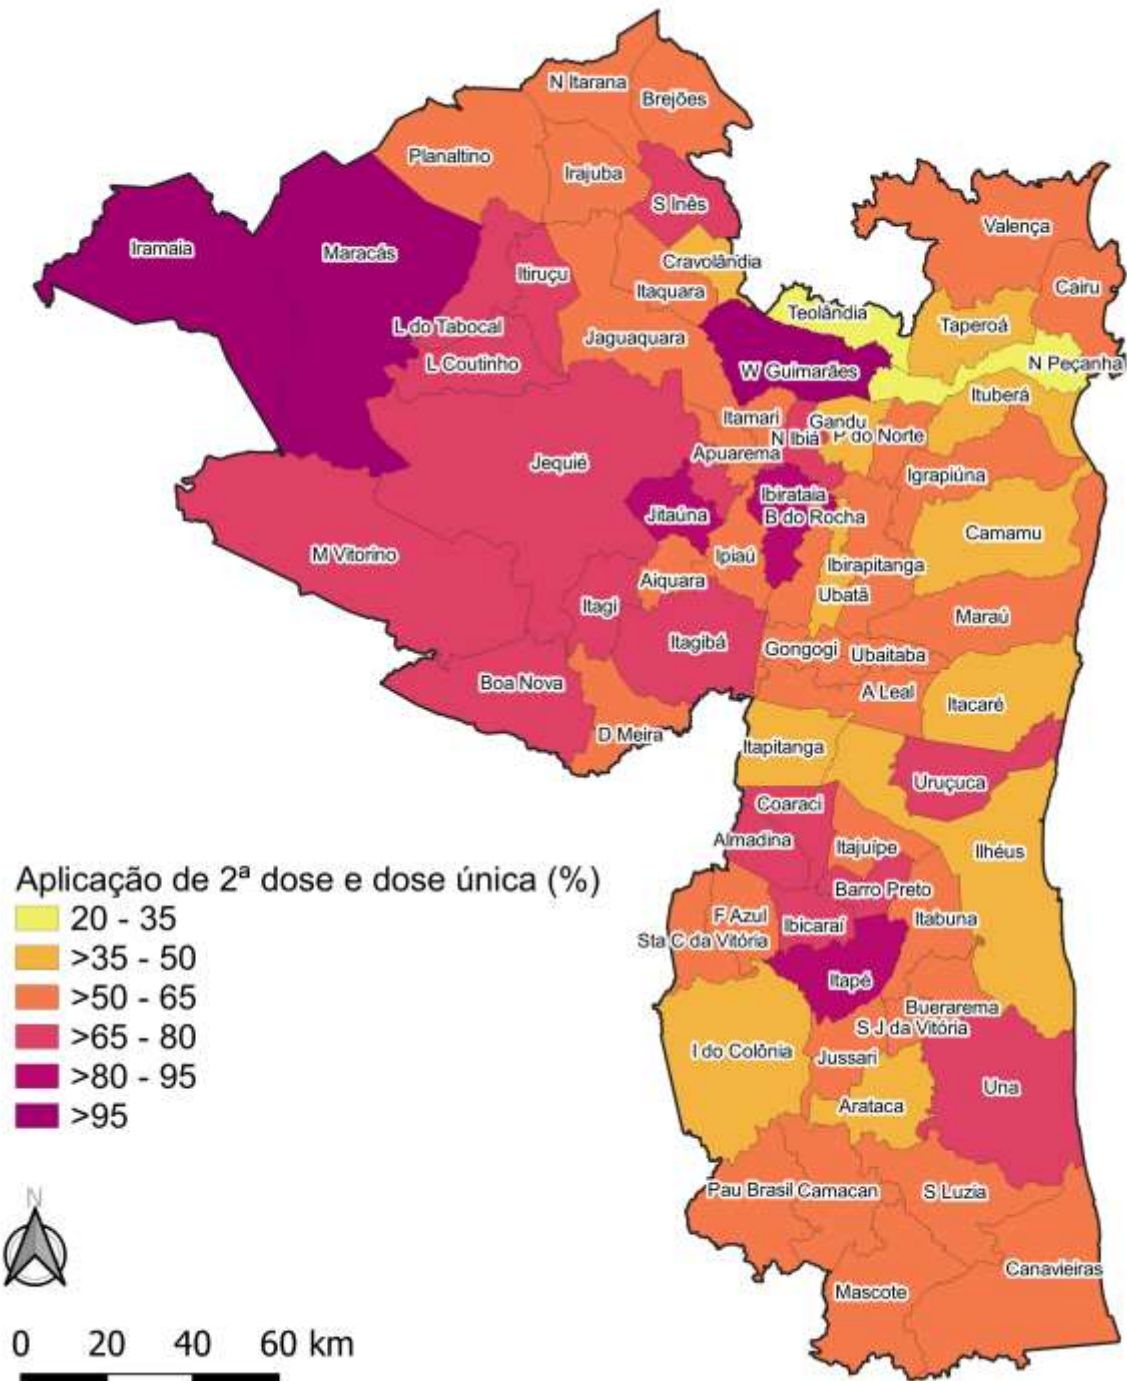 N Itarana
Brejões
Planaltino
Irajuba
S Inês
Valença
Iramaia
Maracás
Cravolândia
Itiruçu
Cairu
Itaquara
Teolândia
Taperoá
L do Tabocal
Jaguaquara
L Coutinho
W Guimarães
N Peçanha
Ituberá
Itamari
Gandu
N Ibiá
P do Norte
Apuarema
Jequié
Igrapiúna
Ibirataia
Jitaúna
B do Rocha
Camamu
M Vitorino
Ipiaú
Ibirapitanga
Aiquara
Ubatã
Itagi
Maraú
Itagibá
Gongogi
Ubaitaba
Boa Nova
A Leal
Itacaré
D Meira
Itapitanga
Uruçuca
Coaraci
Almadina
Itajuípe
Ilhéus
Barro Preto
F Azul
Ibicaraí
Itabuna
Sta C da Vitória
Itapé
Buerarema
S J da Vitória
I do Colônia
Jussari
Una
Arataca
Pau Brasil
Camacan
S Luzia
Canavieiras
Mascote
Aplicação de 2ª dose e dose única (%)
20 - 35
>35 - 50
>50 - 65
>65 - 80
>80 - 95
>95
N
0 20 40 60 km